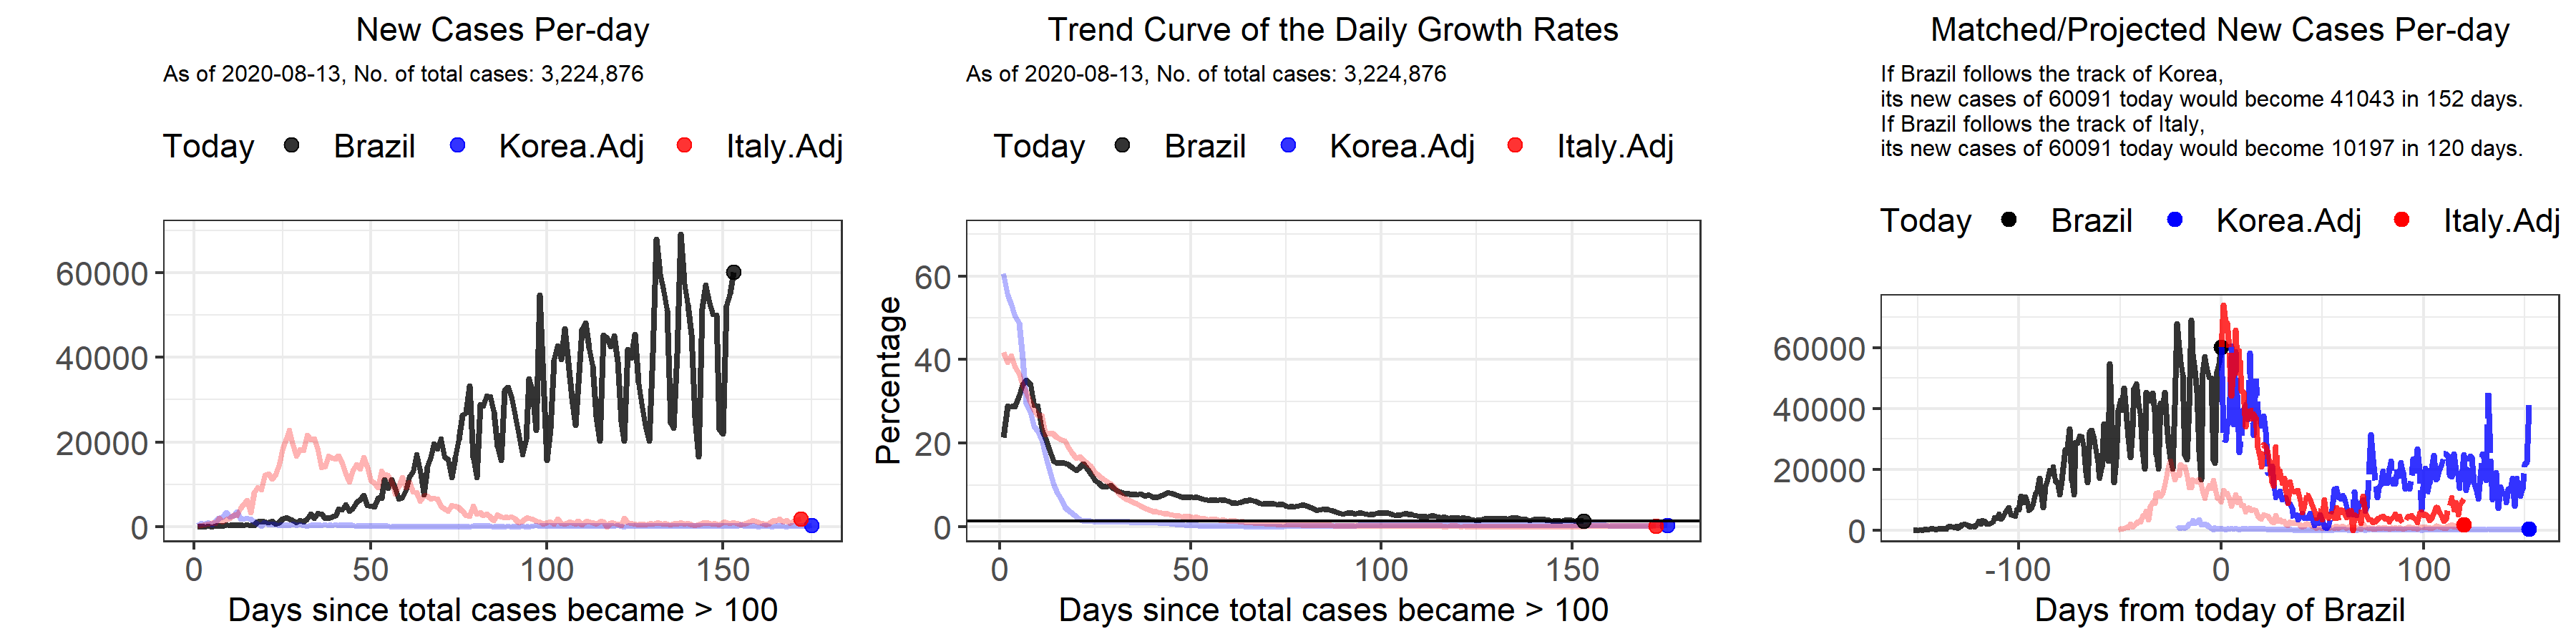 New Cases Per-day
As of 2020-08-13, No. of total cases: 3,224,876
Today Brazil Korea.Adj Italy.Adj
60000
40000
20000
0
0 50 100 150
Days since total cases became > 100
Trend Curve of the Daily Growth Rates
As of 2020-08-13, No. of total cases: 3,224,876
Today Brazil Korea.Adj Italy.Adj
Percentage
60
40
20
0
0 50 100 150
Days since total cases became > 100
Matched/Projected New Cases Per-day
If Brazil follows the track of Korea,
its new cases of 60091 today would become 41043 in 152 days.
If Brazil follows the track of Italy,
its new cases of 60091 today would become 10197 in 120 days.
Today Brazil Korea.Adj Italy.Adj
60000
40000
20000
0
-100 0 100
Days from today of Brazil